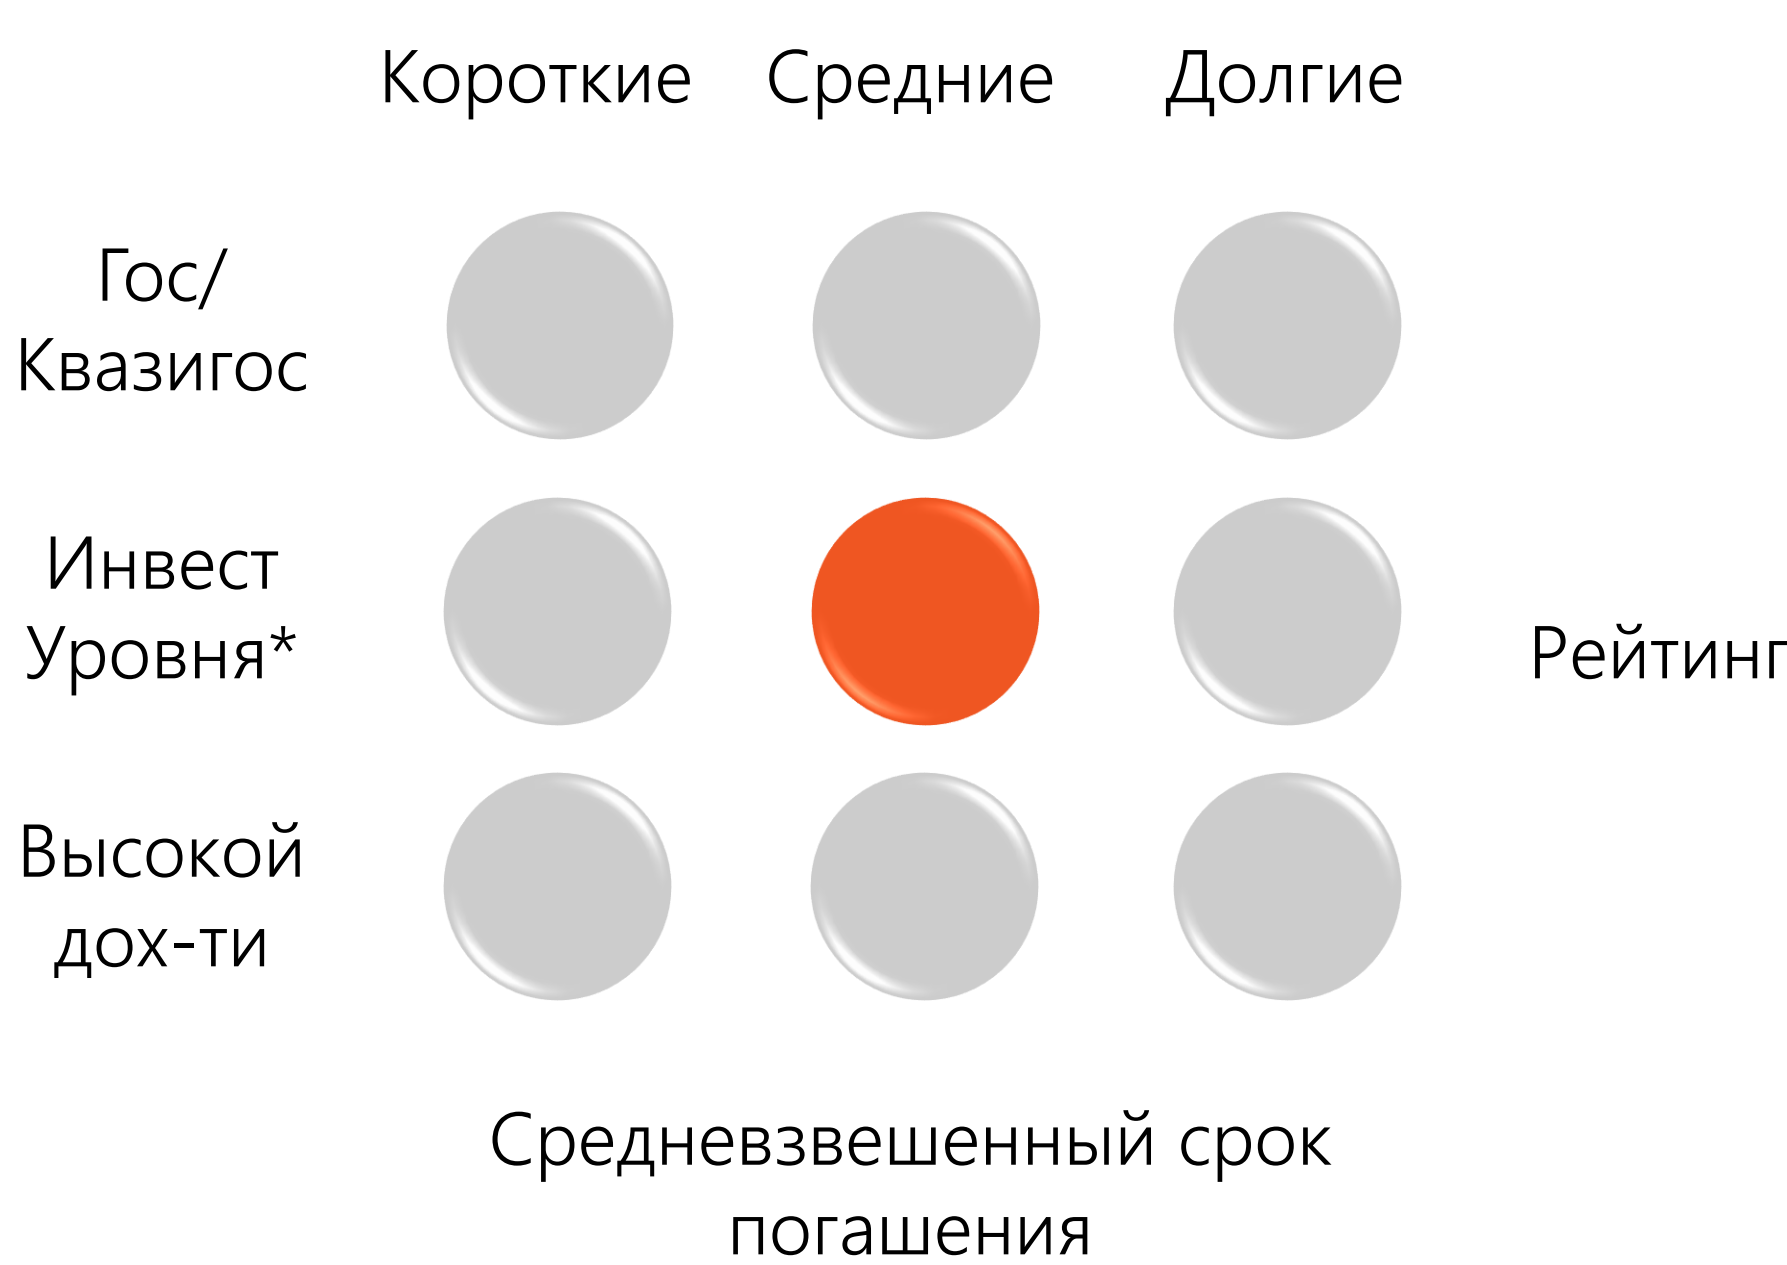 Короткие Средние Долгие
Гос/
Квазигос
Инвест
Уровня*
Рейтинг
Высокой
дох-ти
Средневзвешенный срок
погашения